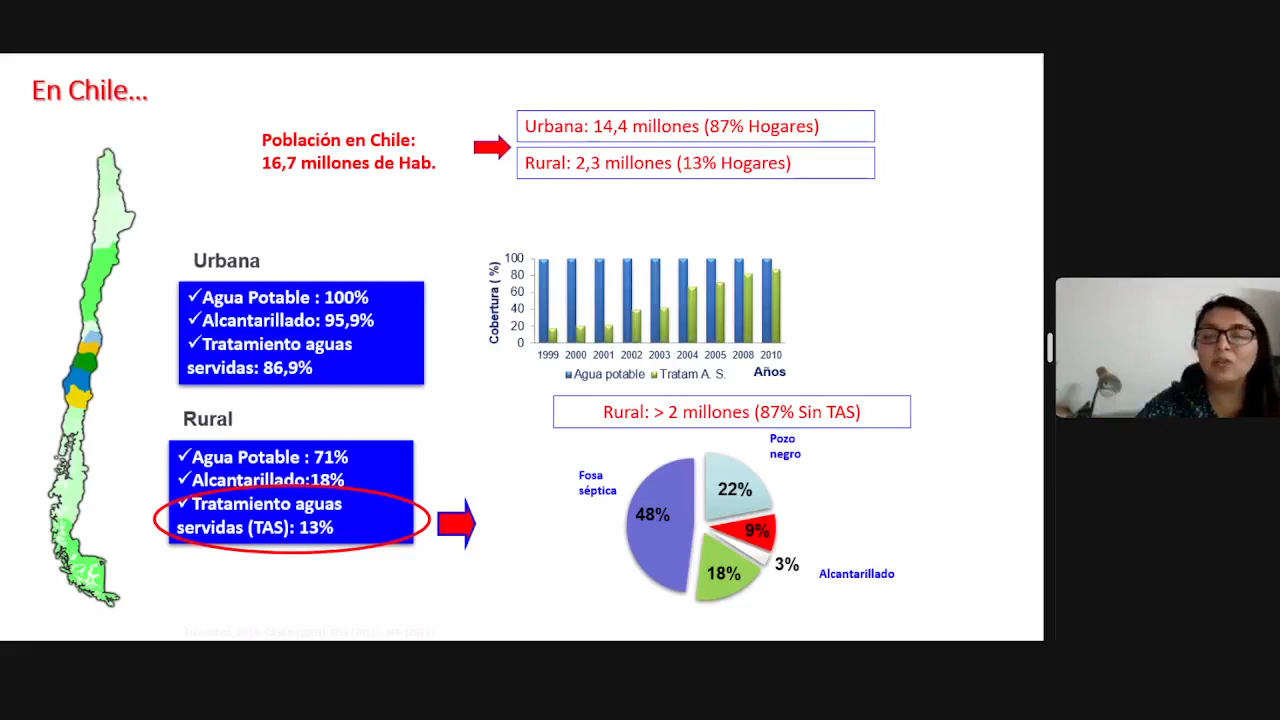 En Chile...
Población en Chile:
16,7 millones de Hab.
Urbana: 14,4 millones (87% Hogares)
Rural: 2,3 millones (13% Hogares)
Urbana
✓Agua Potable : 100%
✓Alcantarillado: 95,9%
✓Tratamiento aguas
servidas: 86,9%
Rural
✓Agua Potable : 71%
✓Alcantarillado:18%
✓Tratamiento aguas
servidas (TAS): 13%
Cobertura ( %)
100
80
60
40
20
0
1999 2000 2001 2002 2003 2004 2005 2008 2010
Agua potable Tratam A. S. Años
Rural: > 2 millones (87% Sin TAS)
Pozo
negro
Fosa
séptica
22%
48%
9%
3%
18%
Alcantarillado